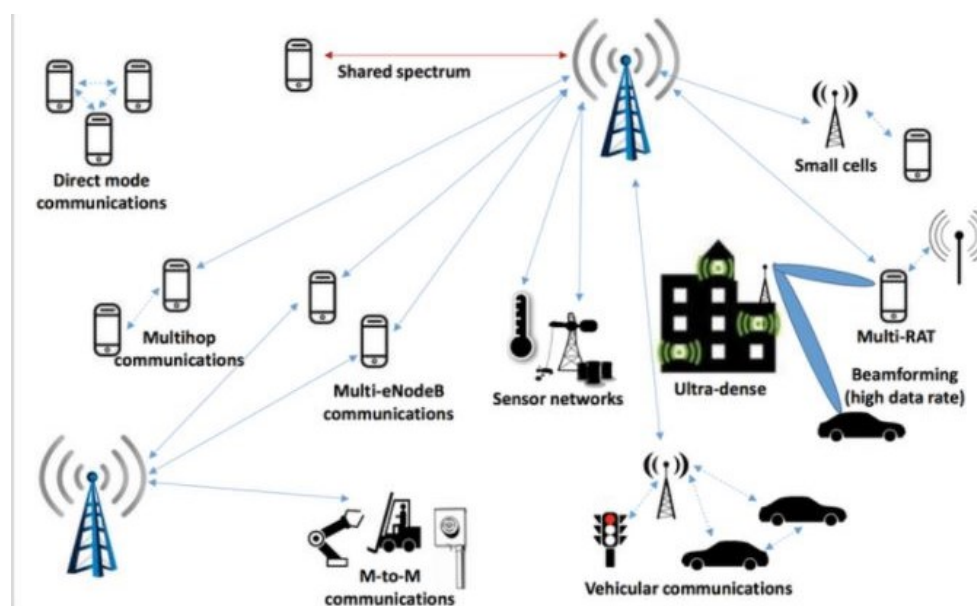 Shared spectrum
Direct mode
communications
Small cells
Multihop
communications
Multi-eNodeB
communications
Sensor networks
Ultra-dense
Multi-RAT
Beamforming
(high data rate)
M-to-M
communications
Vehicular communications